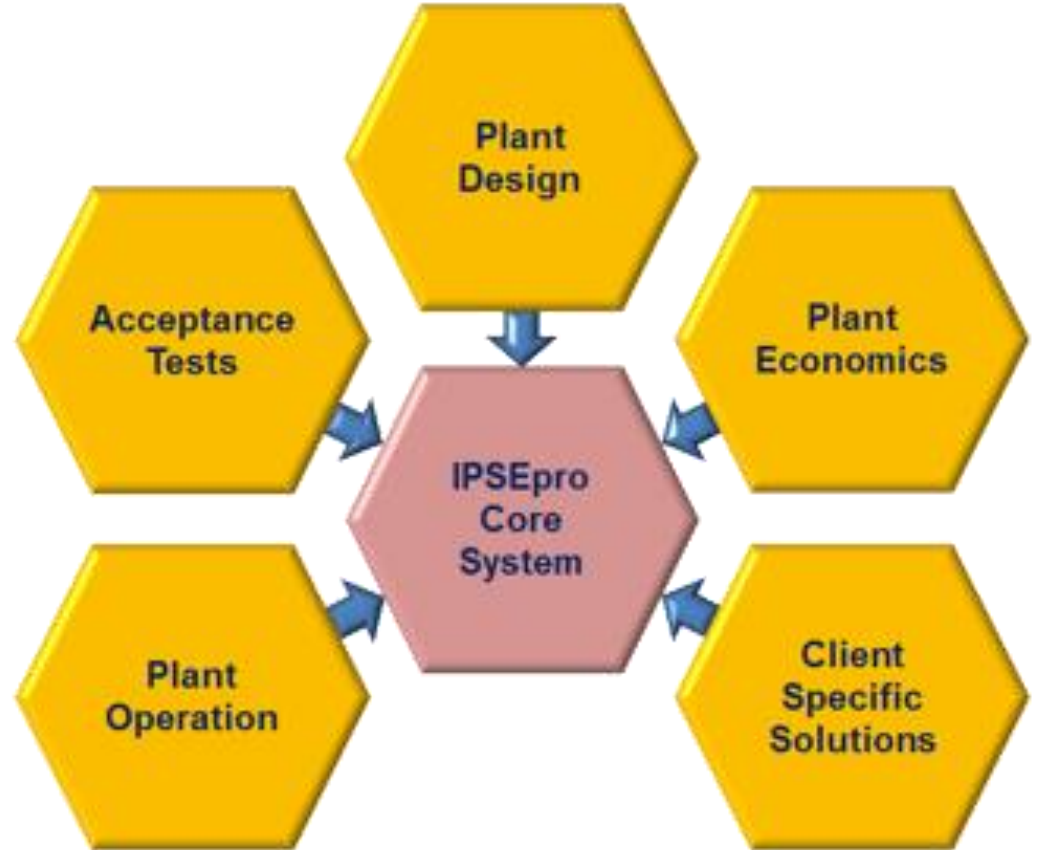 Plant
Design
Acceptance
Tests
Plant
Economics
IPSEpro
Core
System
Plant
Operation
Client
Specific
Solutions